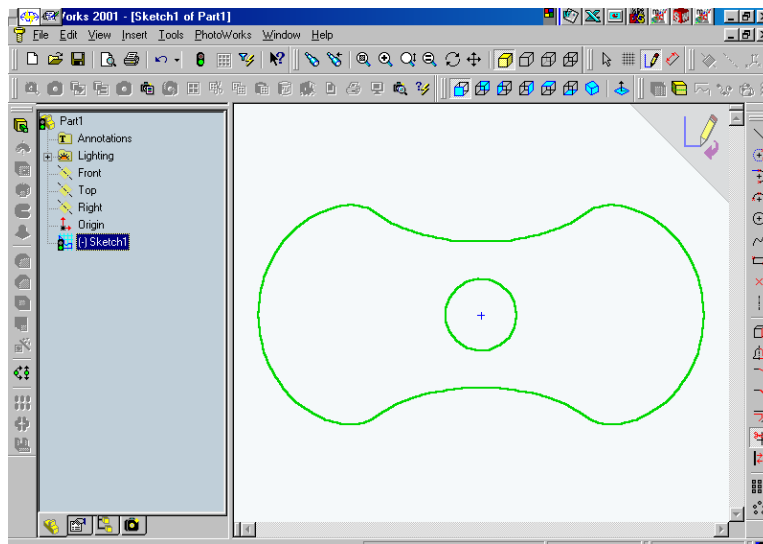 orks 2001 - [Sketch1 of Part1]
File Edit View Insert Tools PhotoWorks Window Help
Part1
Annotations
Lighting
Front
Top
Right
Origin
(-) Sketch1